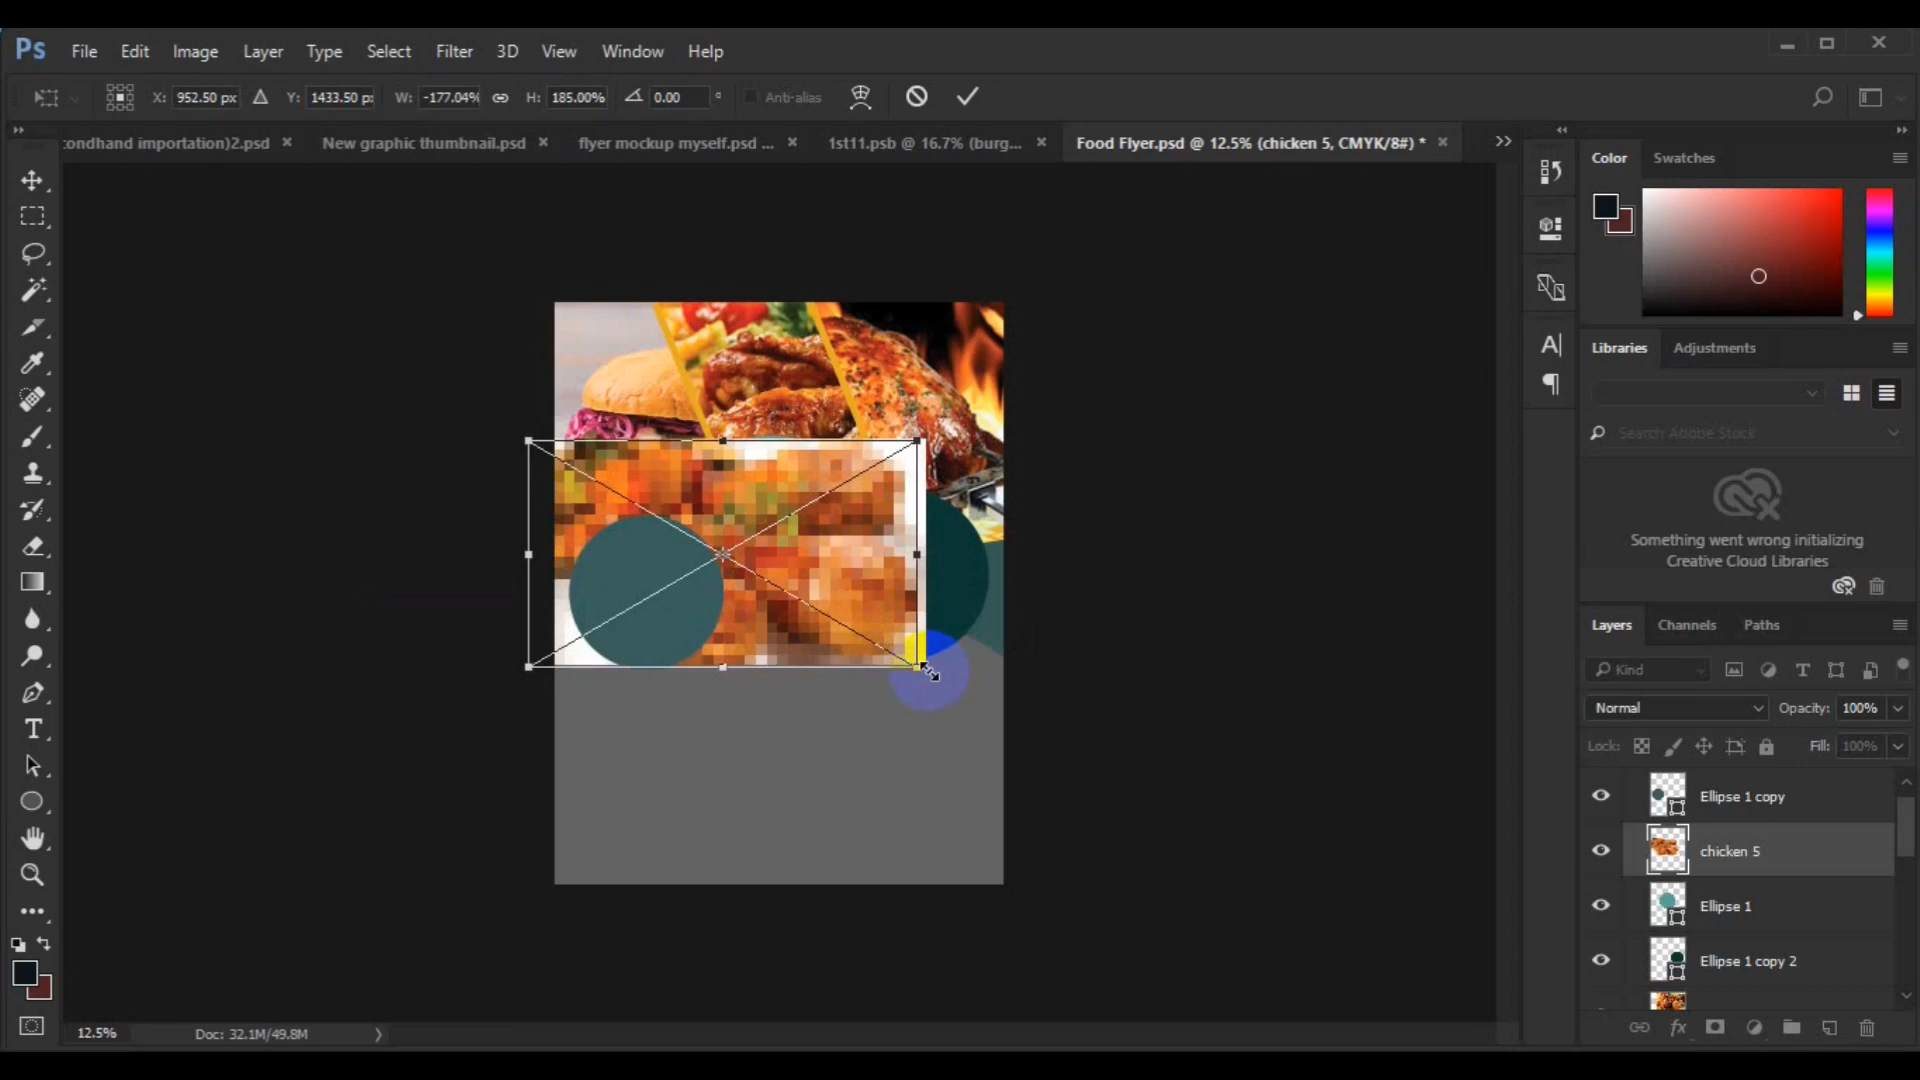 Ps File Edit Image Layer Type Select Filter 3D View Window Help
X: 952.50 px Y: 1433.50 p: W: -177.04% H: 185.00% 0.00 ° Anti-alias
condhand importation)2.psd × New graphic thumbnail.psd × flyer mockup myself.psd ... × 1st11.psb @ 16.7% (burg... × Food Flyer.psd @ 12.5% (chicken 5, CMYK/8#) * ×
Color Swatches
Libraries Adjustments
Search Adobe Stock
Something went wrong initializing
Creative Cloud Libraries
Layers Channels Paths
Kind
Normal Opacity: 100%
Lock: Fill: 100%
Ellipse 1 copy
chicken 5
Ellipse 1
Ellipse 1 copy 2
12.5% Doc: 32.1M/49.8M